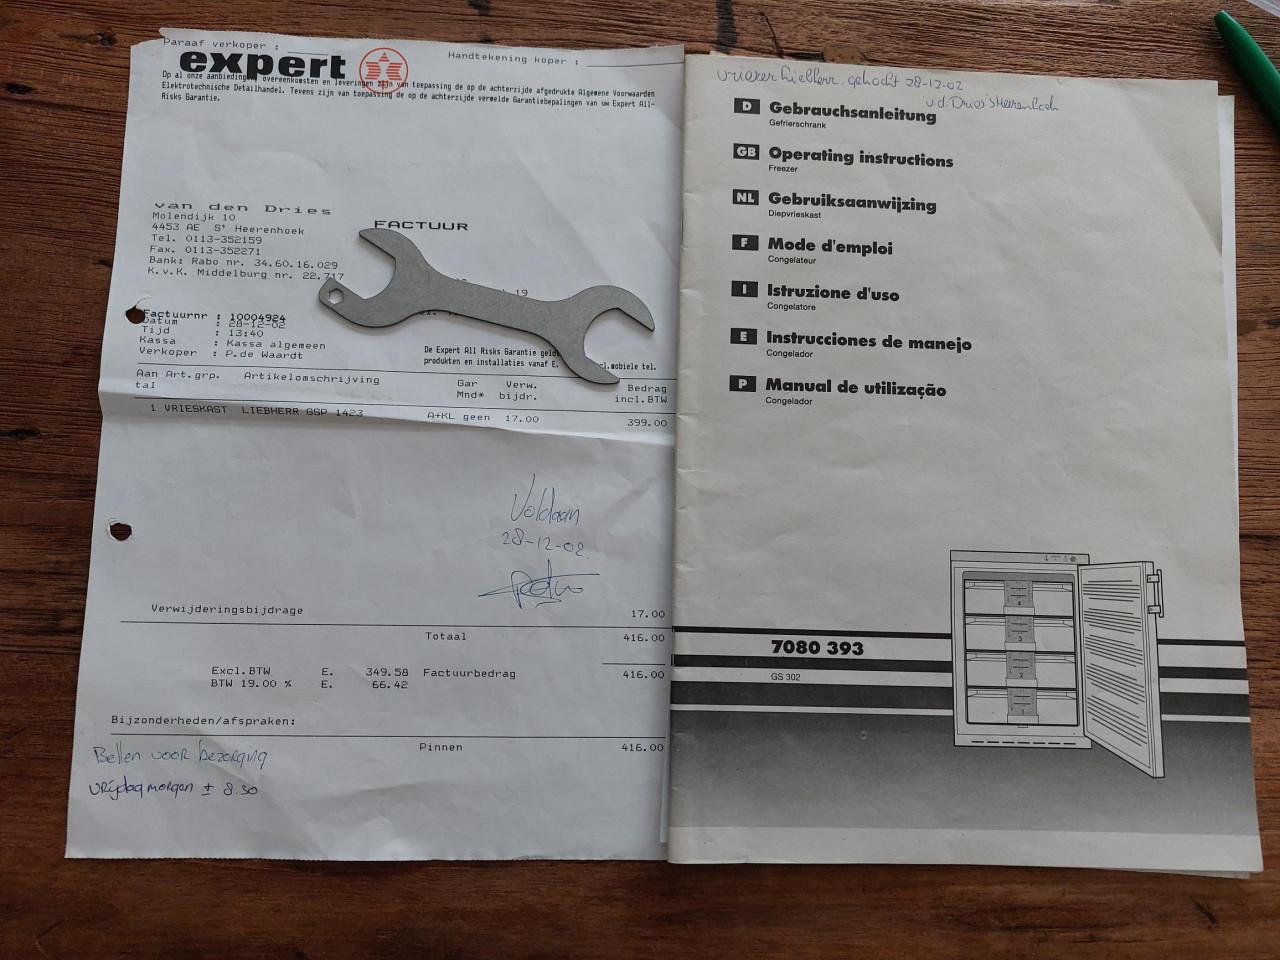 Paraaf verkoper :
Handtekening koper :
expert
Op al onze aanbiedingen, overeenkomsten en leveringen zijn van toepassing de op de achterzijde afgedrukte Algemene Voorwaarden
Elektrotechnische Detailhandel. Tevens zijn van toepassing de op de achterzijde vermelde Garantiebepalingen van uw Expert All-
Risks Garantie.
van den Dries
Molendijk 10
4453 AE S' Heerenhoek
Tel. 0113-352159
Fax. 0113-352271
Bank: Rabo nr. 34.60.16.029
K.v.K. Middelburg nr. 22.717
FACTUUR
19
Factuurnr : 10004924
Datum : 28-12-02
Tijd : 13:40
Kassa : Kassa algemeen
Verkoper : P.de Waardt
De Expert All Risks Garantie geld
produkten en installaties vanaf E. mobiele tel.
Aan Art.grp. Artikelomschrijving Gar Verw. Bedrag
tal Mnd* bijdr. incl.BTW
1 VRIESKAST LIEBHERR GSP 1423 A+KL geen 17.00 399.00
Voldaan
28-12-02
Verwijderingsbijdrage 17.00
Totaal 416.00
Excl.BTW E. 349.58 Factuurbedrag 416.00
BTW 19.00 % E. 66.42
Bijzonderheden/afspraken:
Pinnen 416.00
Bellen voor bezorging
vrijdagmorgen ± 8.30
vriezer Liebherr gekocht 28-12-02
v.d. Dries 's Heerenhoek
D Gebrauchsanleitung
Gefrierschrank
GB Operating instructions
Freezer
NL Gebruiksaanwijzing
Diepvrieskast
F Mode d'emploi
Congelateur
I Istruzione d'uso
Congelatore
E Instrucciones de manejo
Congelador
P Manual de utilização
Congelador
4
3
2
1
7080 393
GS 302